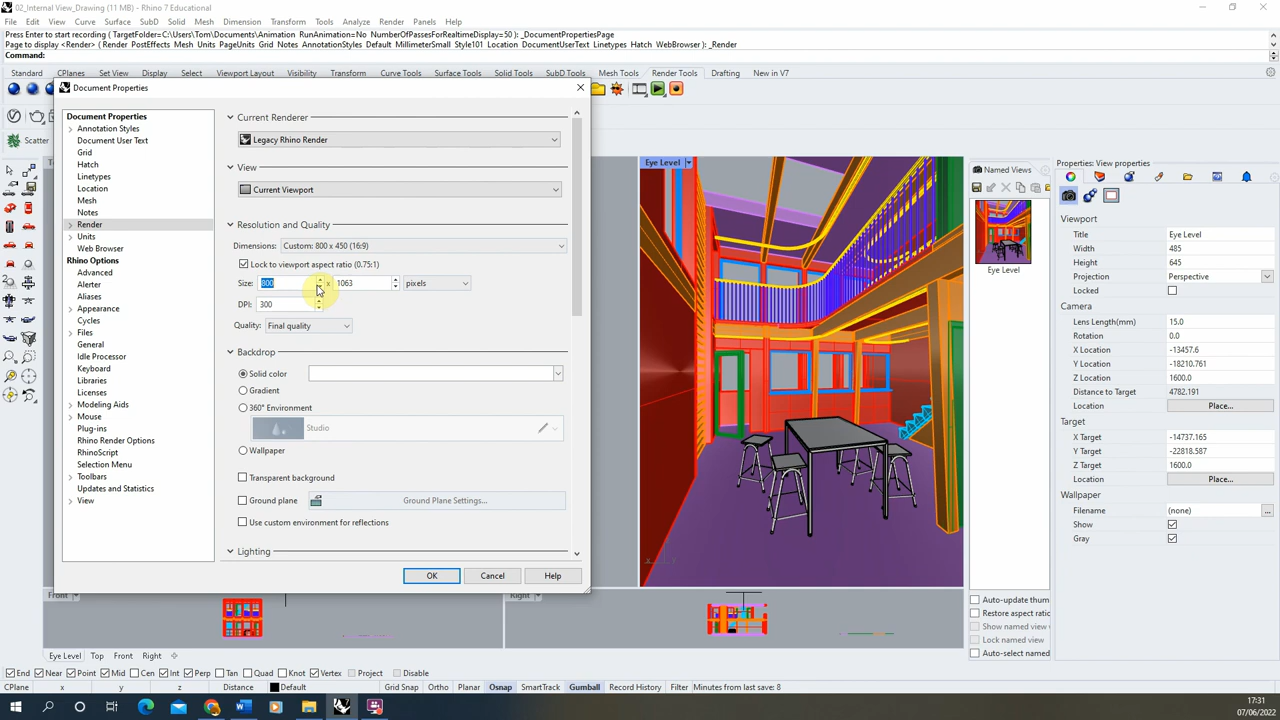 02_Internal View_Drawing (11 MB) - Rhino 7 Educational
File Edit View Curve Surface SubD Solid Mesh Dimension Transform Tools Analyze Render Panels Help
Press Enter to start recording ( TargetFolder=C:\Users\Tom\Documents\Animation RunAnimation=No NumberOfPassesForRealtimeDisplay=50 ): _DocumentPropertiesPage
Page to display <Render> ( Render PostEffects Mesh Units PageUnits Grid Notes AnnotationStyles Default MillimeterSmall Style101 Location DocumentUserText Linetypes Hatch WebBrowser ): _Render
Command:
Standard CPlanes Set View Display Select Viewport Layout Visibility Transform Curve Tools Surface Tools Solid Tools SubD Tools Mesh Tools Render Tools Drafting New in V7
Scatter
Document Properties
Document Properties
Annotation Styles
Document User Text
Grid
Hatch
Linetypes
Location
Mesh
Notes
Render
Units
Web Browser
Rhino Options
Advanced
Alerter
Aliases
Appearance
Cycles
Files
General
Idle Processor
Keyboard
Libraries
Licenses
Modeling Aids
Mouse
Plug-ins
Rhino Render Options
RhinoScript
Selection Menu
Toolbars
Updates and Statistics
View
Current Renderer
Legacy Rhino Render
View
Current Viewport
Resolution and Quality
Dimensions: Custom: 800 x 450 (16:9)
Lock to viewport aspect ratio (0.75:1)
Size: 800 x 1063 pixels
DPI: 300
Quality: Final quality
Backdrop
Solid color
Gradient
360° Environment
Studio
Wallpaper
Transparent background
Ground plane Ground Plane Settings...
Use custom environment for reflections
Lighting
OK Cancel Help
Eye Level
Named Views
Eye Level
Auto-update thum
Restore aspect ratio
Show named view
Lock named view
Auto-select named
Properties: View properties
Viewport
Title Eye Level
Width 485
Height 645
Projection Perspective
Locked
Camera
Lens Length(mm) 15.0
Rotation 0.0
X Location -13457.6
Y Location -18210.761
Z Location 1600.0
Distance to Target 4782.191
Location Place...
Target
X Target -14737.165
Y Target -22818.587
Z Target 1600.0
Location Place...
Wallpaper
Filename (none) ...
Show
Gray
Front Right
Eye Level Top Front Right
End Near Point Mid Cen Int Perp Tan Quad Knot Vertex Project Disable
CPlane x y z Distance Default Grid Snap Ortho Planar Osnap SmartTrack Gumball Record History Filter Minutes from last save: 8
17:31
07/06/2022